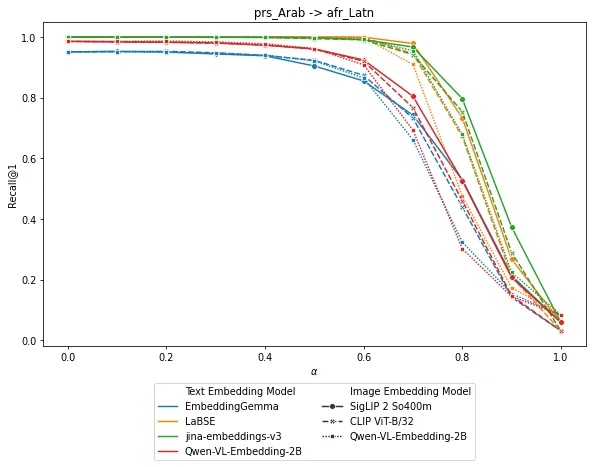 prs_Arab -> afr_Latn
Recall@1
1.0
0.8
0.6
0.4
0.2
0.0
0.0 0.2 0.4 0.6 0.8 1.0
α
Text Embedding Model
EmbeddingGemma
LaBSE
jina-embeddings-v3
Qwen-VL-Embedding-2B
Image Embedding Model
SigLIP 2 So400m
CLIP ViT-B/32
Qwen-VL-Embedding-2B